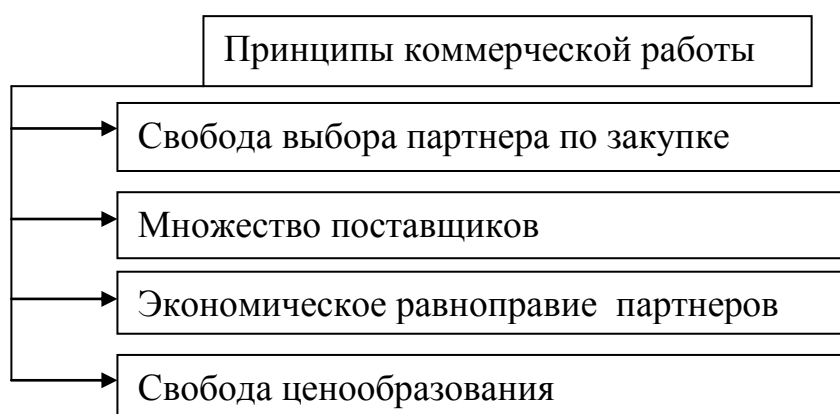 Принципы коммерческой работы
Свобода выбора партнера по закупке
Множество поставщиков
Экономическое равноправие партнеров
Свобода ценообразования